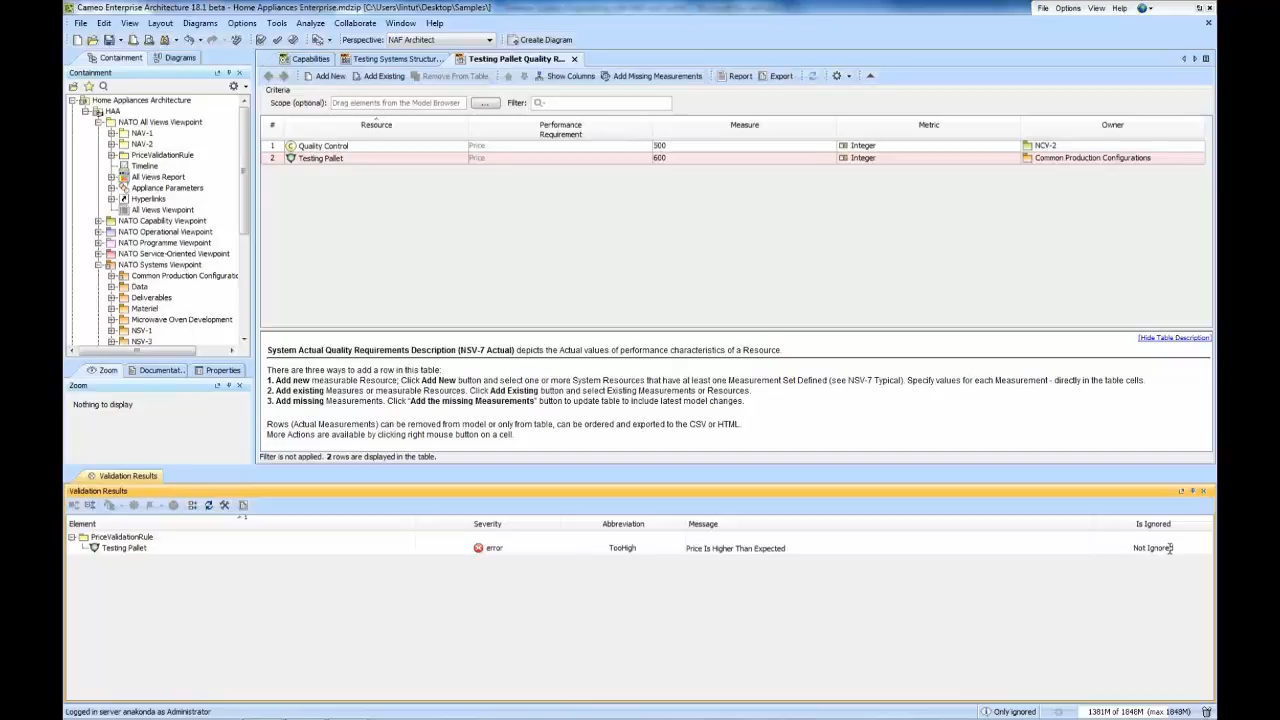 Cameo Enterprise Architecture 18.1 beta - Home Appliances Enterprise.mdzip [C:\Users\lintut\Desktop\Samples\]
File Edit View Layout Diagrams Options Tools Analyze Collaborate Window Help
File Options View Help
Perspective: NAF Architect Create Diagram
Containment Diagrams
Capabilities Testing Systems Structur... Testing Pallet Quality R...
Containment
Add New Add Existing Remove From Table Show Columns Add Missing Measurements Report Export
Criteria
Scope (optional): Drag elements from the Model Browser ... Filter:
Home Appliances Architecture
HAA
NATO All Views Viewpoint
NAV-1
NAV-2
PriceValidationRule
Timeline
All Views Report
Appliance Parameters
Hyperlinks
All Views Viewpoint
NATO Capability Viewpoint
NATO Operational Viewpoint
NATO Programme Viewpoint
NATO Service-Oriented Viewpoint
NATO Systems Viewpoint
Common Production Configuratic
Data
Deliverables
Materiel
Microwave Oven Development
NSV-1
NSV-3
# Resource Performance Requirement Measure Metric Owner
1 Quality Control Price 500 Integer NCV-2
2 Testing Pallet Price 600 Integer Common Production Configurations
[Hide Table Description]
System Actual Quality Requirements Description (NSV-7 Actual) depicts the Actual values of performance characteristics of a Resource.
There are three ways to add a row in this table:
1. Add new measurable Resource; Click Add New button and select one or more System Resources that have at least one Measurement Set Defined (see NSV-7 Typical). Specify values for each Measurement - directly in the table cells.
2. Add existing Measures or measurable Resources. Click Add Existing button and select Existing Measurements or Resources.
3. Add missing Measurements. Click "Add the missing Measurements" button to update table to include latest model changes.
Rows (Actual Measurements) can be removed from model or only from table, can be ordered and exported to the CSV or HTML.
More Actions are available by clicking right mouse button on a cell.
Filter is not applied. 2 rows are displayed in the table.
Zoom Documentat... Properties
Zoom
Nothing to display
Validation Results
Validation Results
Element Severity Abbreviation Message Is Ignored
PriceValidationRule
Testing Pallet error TooHigh Price Is Higher Than Expected Not Ignored
Logged in server anakonda as Administrator
Only ignored 1381M of 1848M (max 1848M)